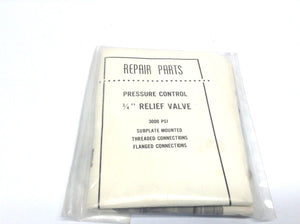 REPAIR PARTS
PRESSURE CONTROL
¾" RELIEF VALVE
3000 PSI
SUBPLATE MOUNTED
THREADED CONNECTIONS
FLANGED CONNECTIONS